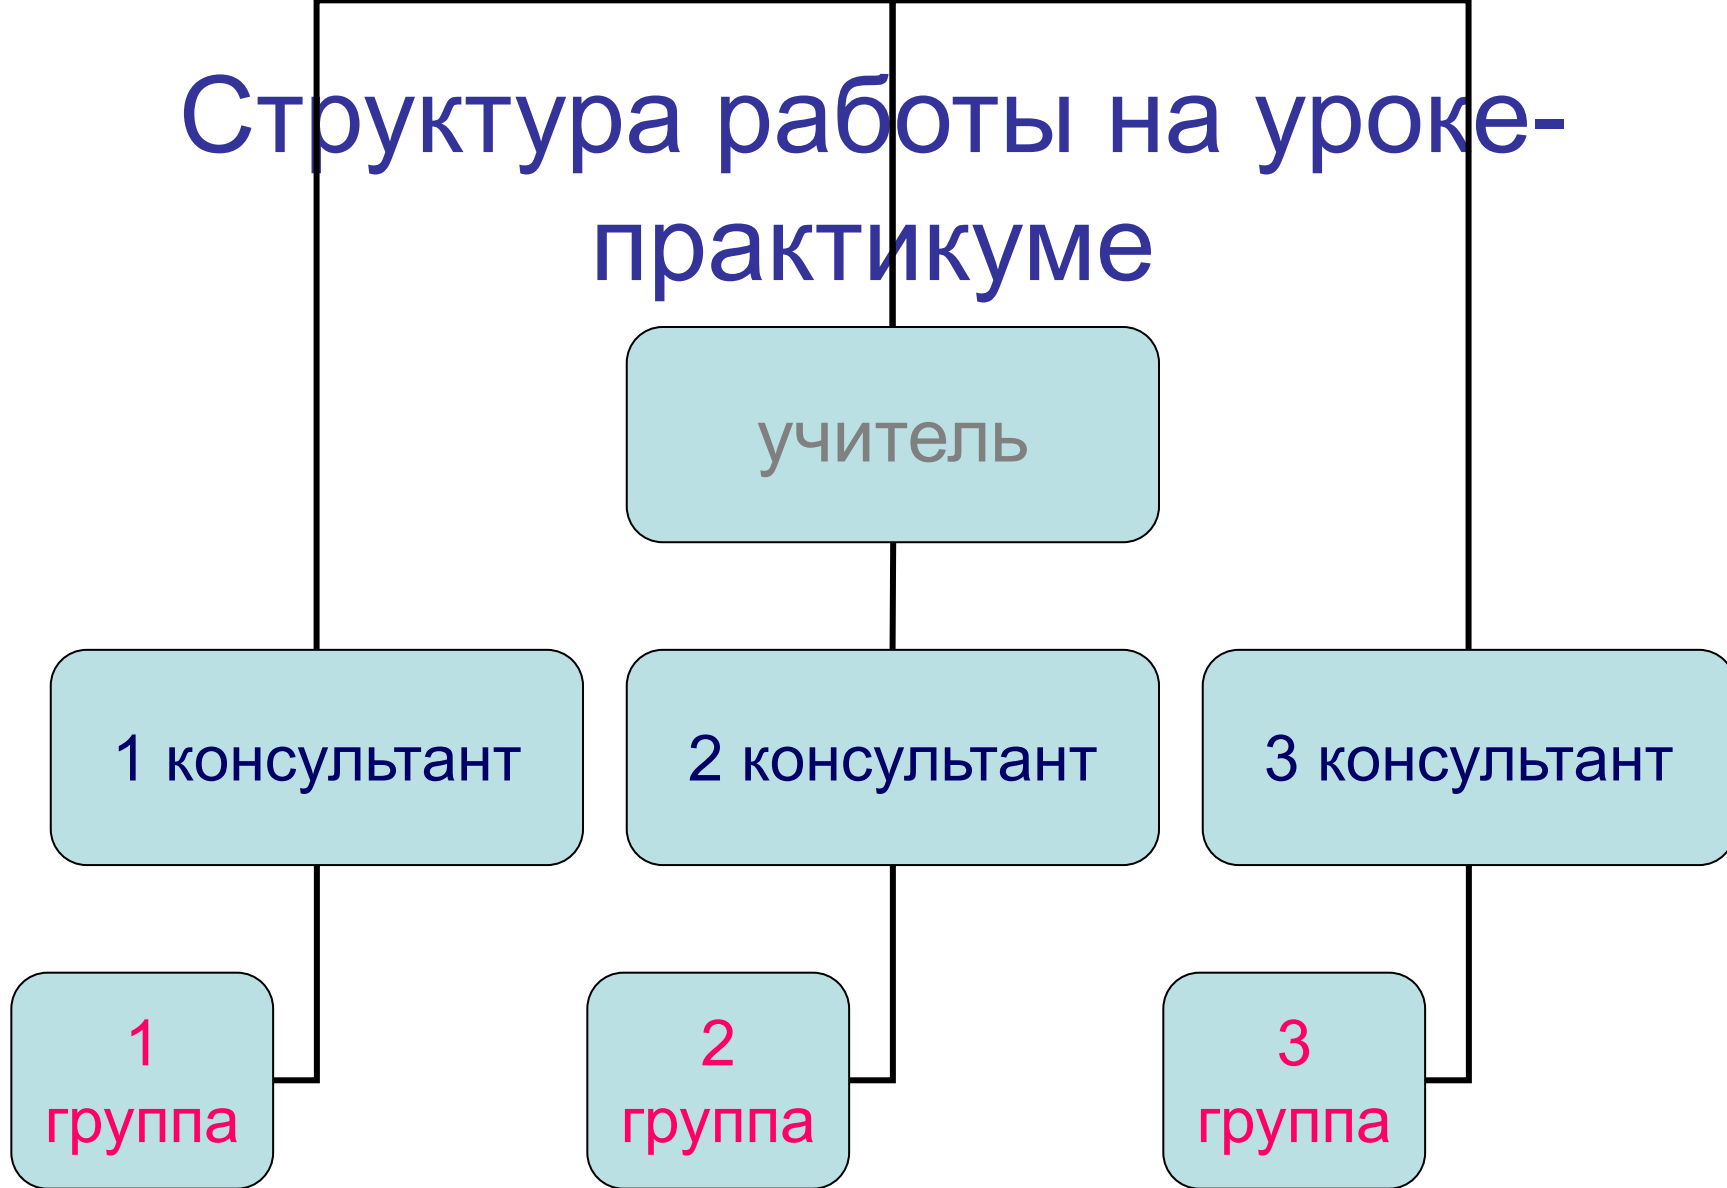 Структура работы на уроке-
практикуме
учитель
1 консультант
2 консультант
3 консультант
1
группа
2
группа
3
группа